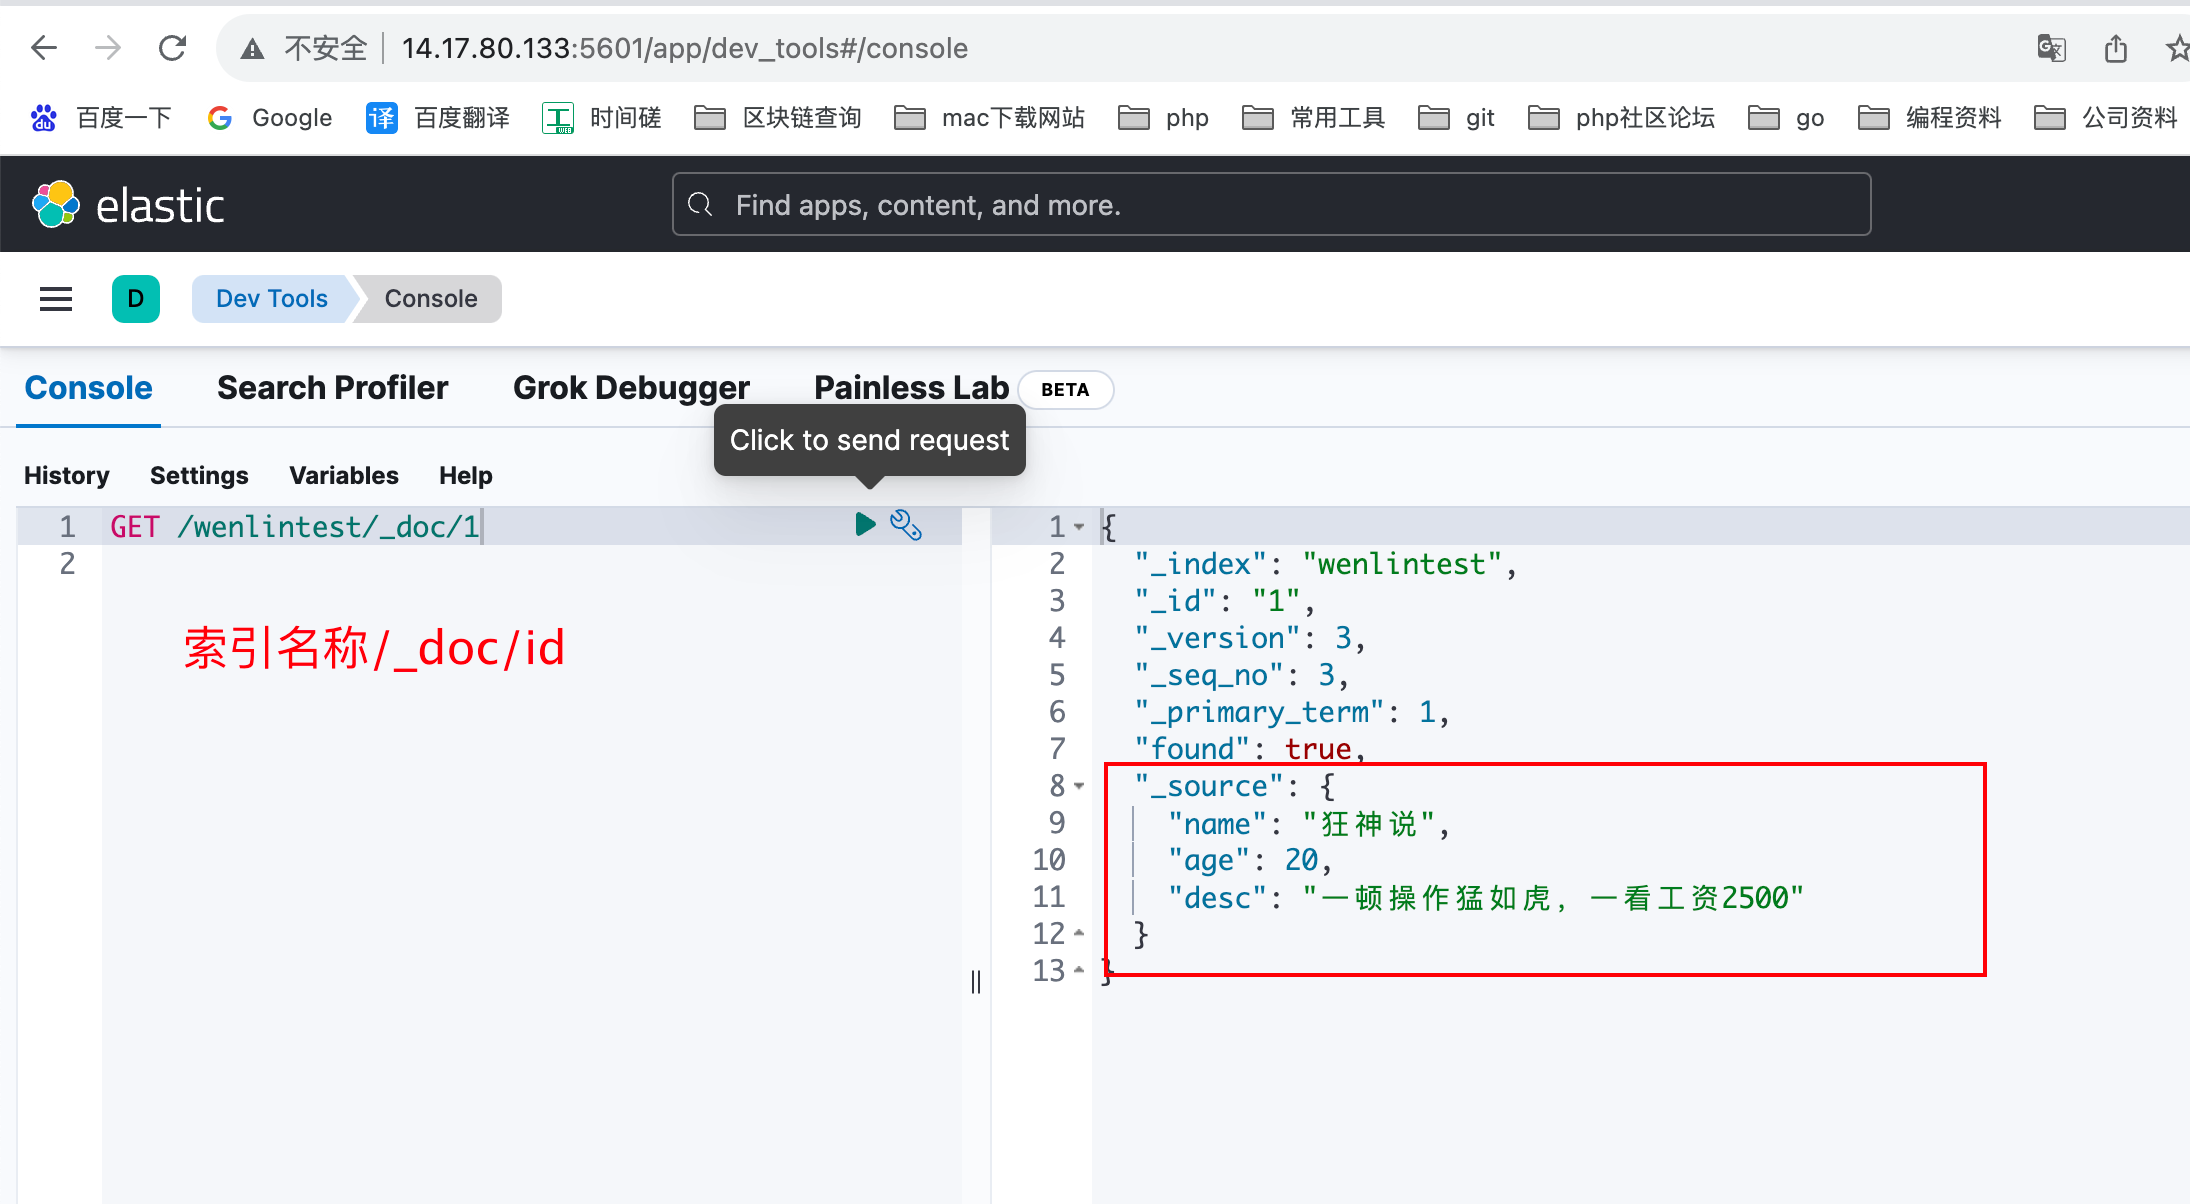 不安全 14.17.80.133:5601/app/dev_tools#/console
百度一下 Google 译 百度翻译 时间磋 区块链查询 mac下载网站 php 常用工具 git php社区论坛 go 编程资料 公司资料
elastic Find apps, content, and more.
D Dev Tools Console
Console Search Profiler Grok Debugger Painless Lab BETA
Click to send request
History Settings Variables Help
1 GET /wenlintest/_doc/1
2
索引名称/_doc/id
1 {
2 "_index": "wenlintest",
3 "_id": "1",
4 "_version": 3,
5 "_seq_no": 3,
6 "_primary_term": 1,
7 "found": true,
8 "_source": {
9 "name": "狂神说",
10 "age": 20,
11 "desc": "一顿操作猛如虎，一看工资2500"
12 }
13 }